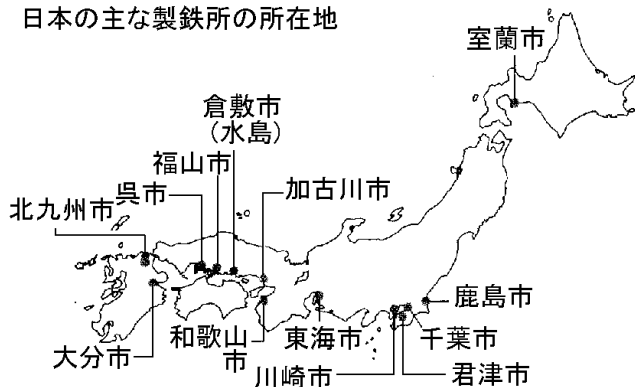 日本の主な製鉄所の所在地
室蘭市
倉敷市
（水島）
福山市
呉市
加古川市
北九州市
鹿島市
大分市
和歌山
市
東海市
千葉市
川崎市
君津市